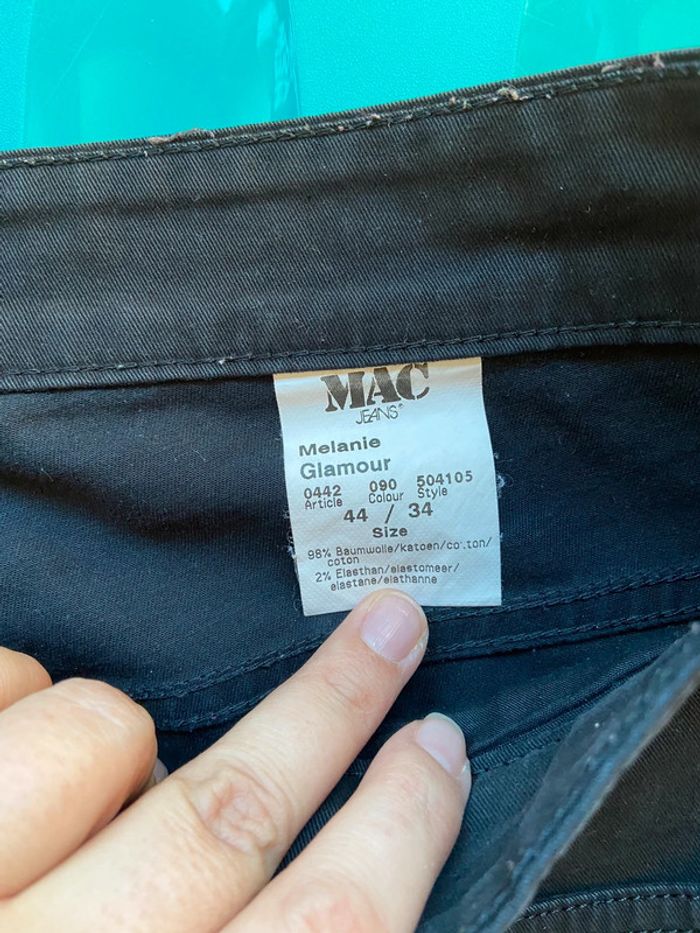 MAC
JEANS®
Melanie
Glamour
0442 090 504105
Article Colour Style
44 / 34
Size
98% Baumwolle/katoen/cotton/
coton
2% Elasthan/elastomeer/
elastane/elathanne